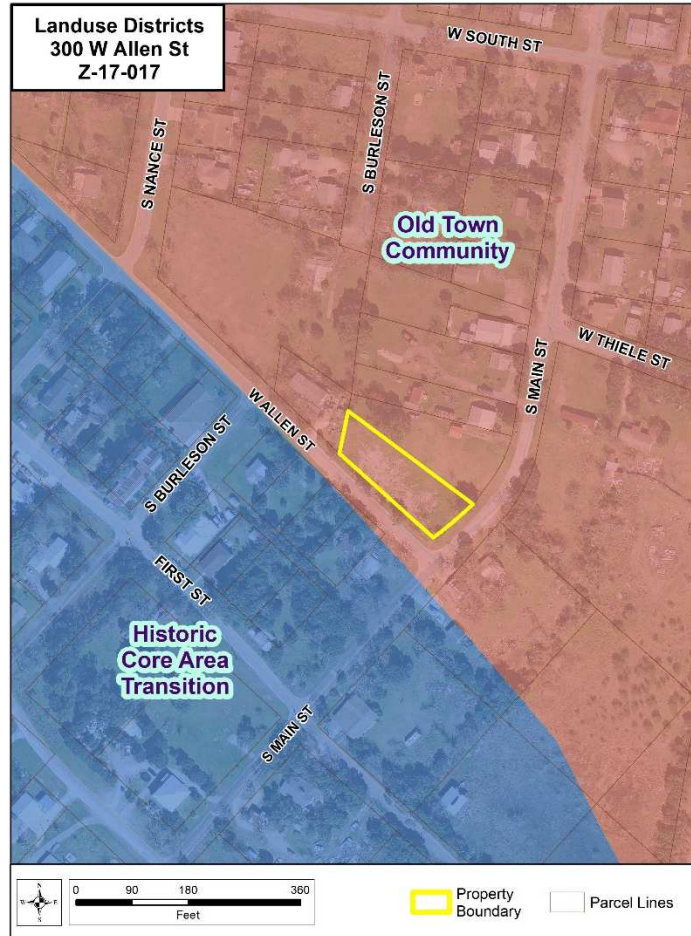 Landuse Districts
300 W Allen St
Z-17-017
W SOUTH ST
S NANCE ST
S BURLESON ST
Old Town
Community
W THIELE ST
S MAIN ST
W ALLEN ST
S BURLESON ST
FIRST ST
Historic
Core Area
Transition
S MAIN ST
N
W E
S
0 90 180 360
Feet
Property
Boundary
Parcel Lines